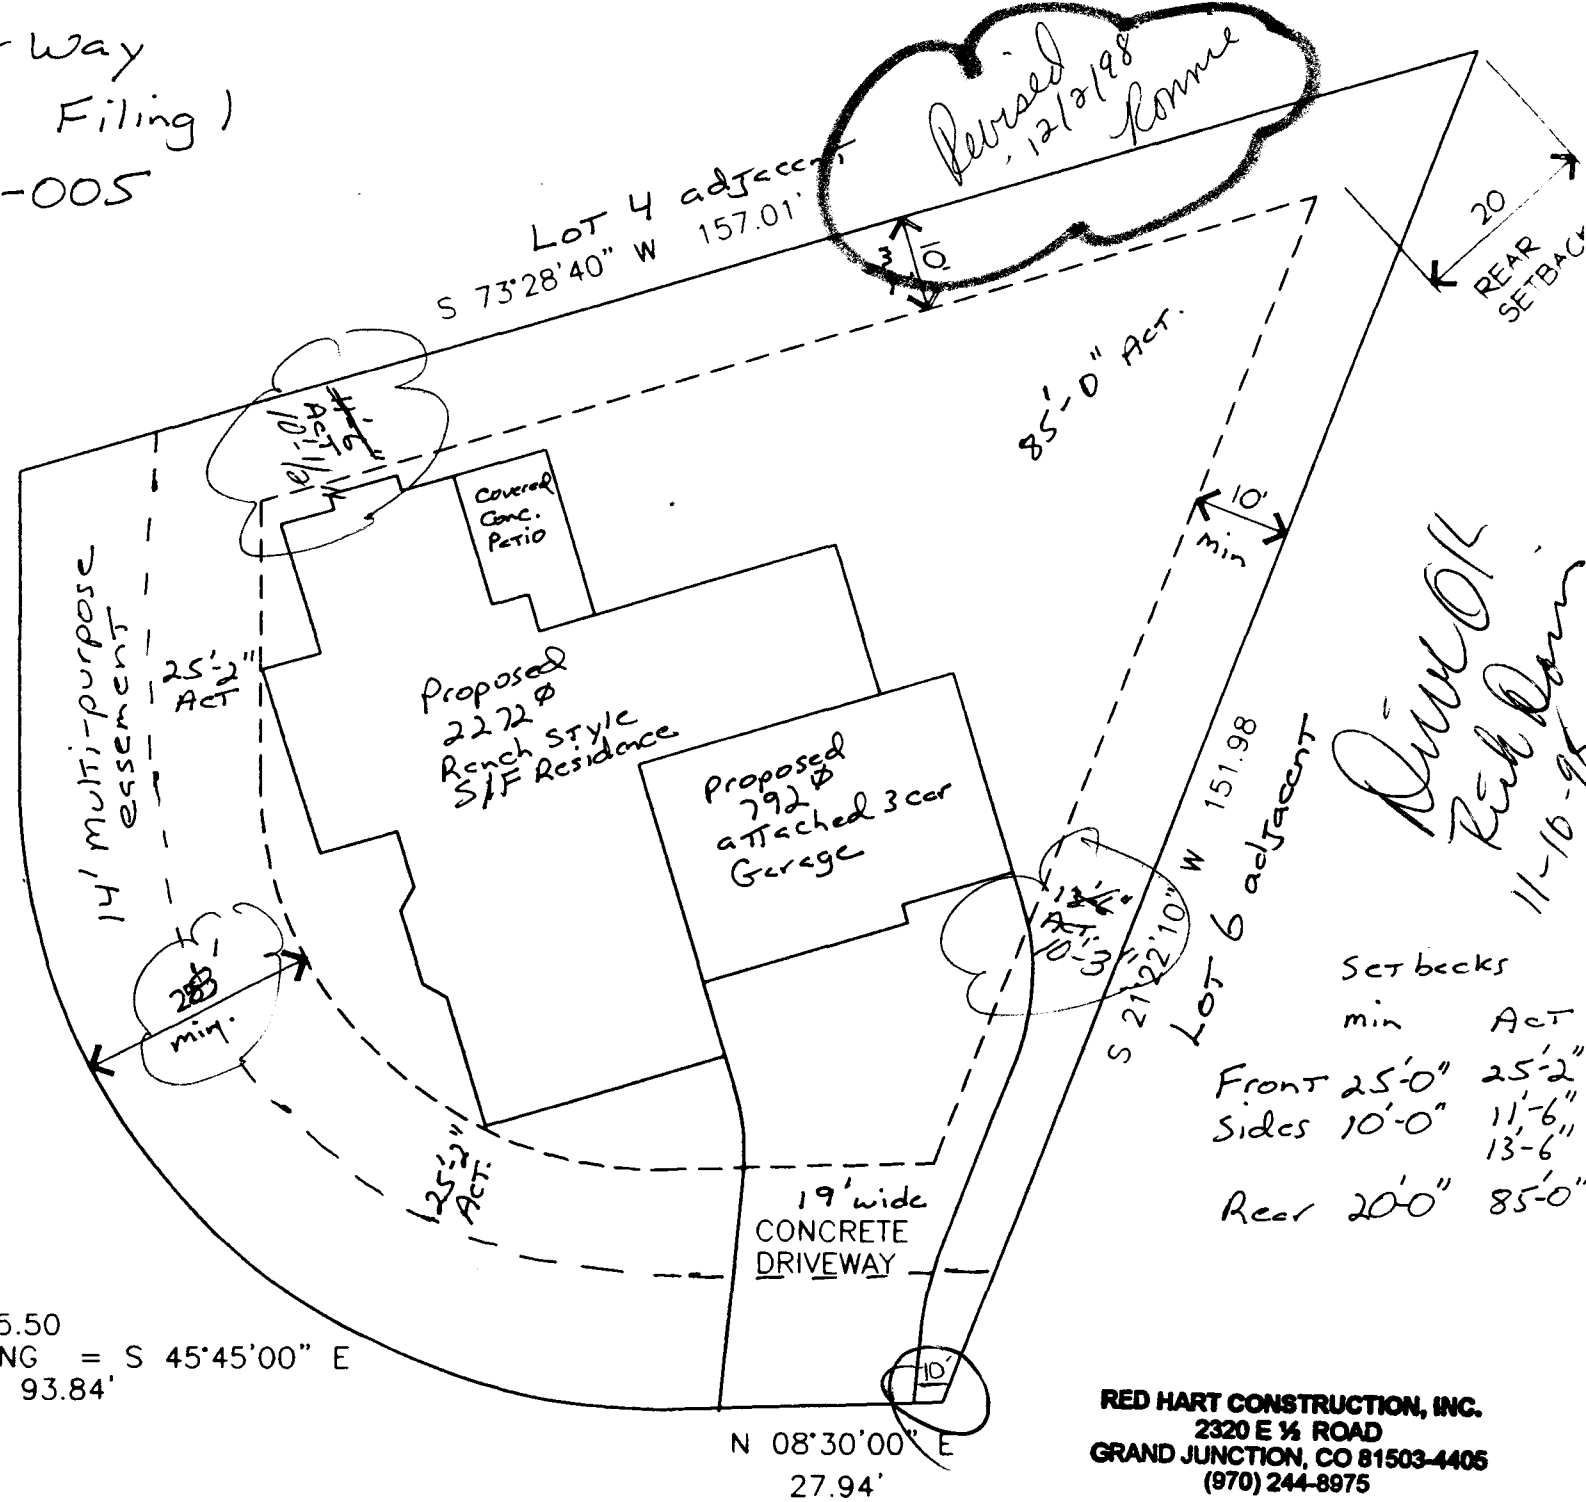 Way
Filing 1
-005
Revised
12/2/98
Ronnie
LOT 4 adjacent
S 73°28'40" W 157.01'
10'
20
REAR
SETBACK
85'-0" ACT.
11'-6"
ACT
Covered
Conc.
Patio
10'
min
14' multi-purpose
easement
25'-2"
ACT
Proposed
2272 ф
Ranch STyle
S/F Residence
Proposed
792 ф
attached 3 car
Garage
Drive OK
Rick
S 21°22'10" W 151.98
LOT 6 adjacent
ACT.
10'-3"
min.
25'-2"
ACT.
19' wide
CONCRETE
DRIVEWAY
Setbacks
min ACT
Front 25'-0" 25'-2"
Sides 10'-0" 11'-6"
13'-6"
Rear 20'-0" 85'-0"
5.50
NG = S 45°45'00" E
93.84'
10'
N 08°30'00" E
27.94'
RED HART CONSTRUCTION, INC.
2320 E ½ ROAD
GRAND JUNCTION, CO 81503-4405
(970) 244-8975